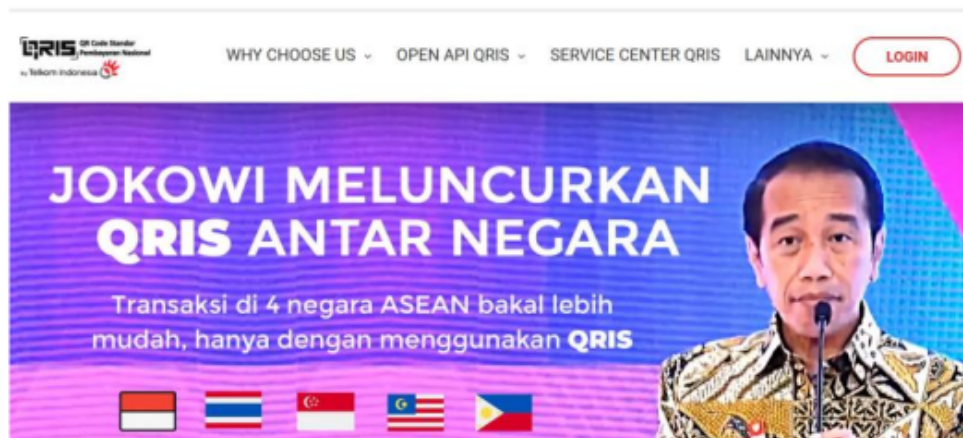 QRIS QR Code Standar
Pembayaran Nasional
by Telkom Indonesia
WHY CHOOSE US
OPEN API QRIS
SERVICE CENTER QRIS
LAINNYA
LOGIN
JOKOWI MELUNCURKAN
QRIS ANTAR NEGARA
Transaksi di 4 negara ASEAN bakal lebih
mudah, hanya dengan menggunakan QRIS